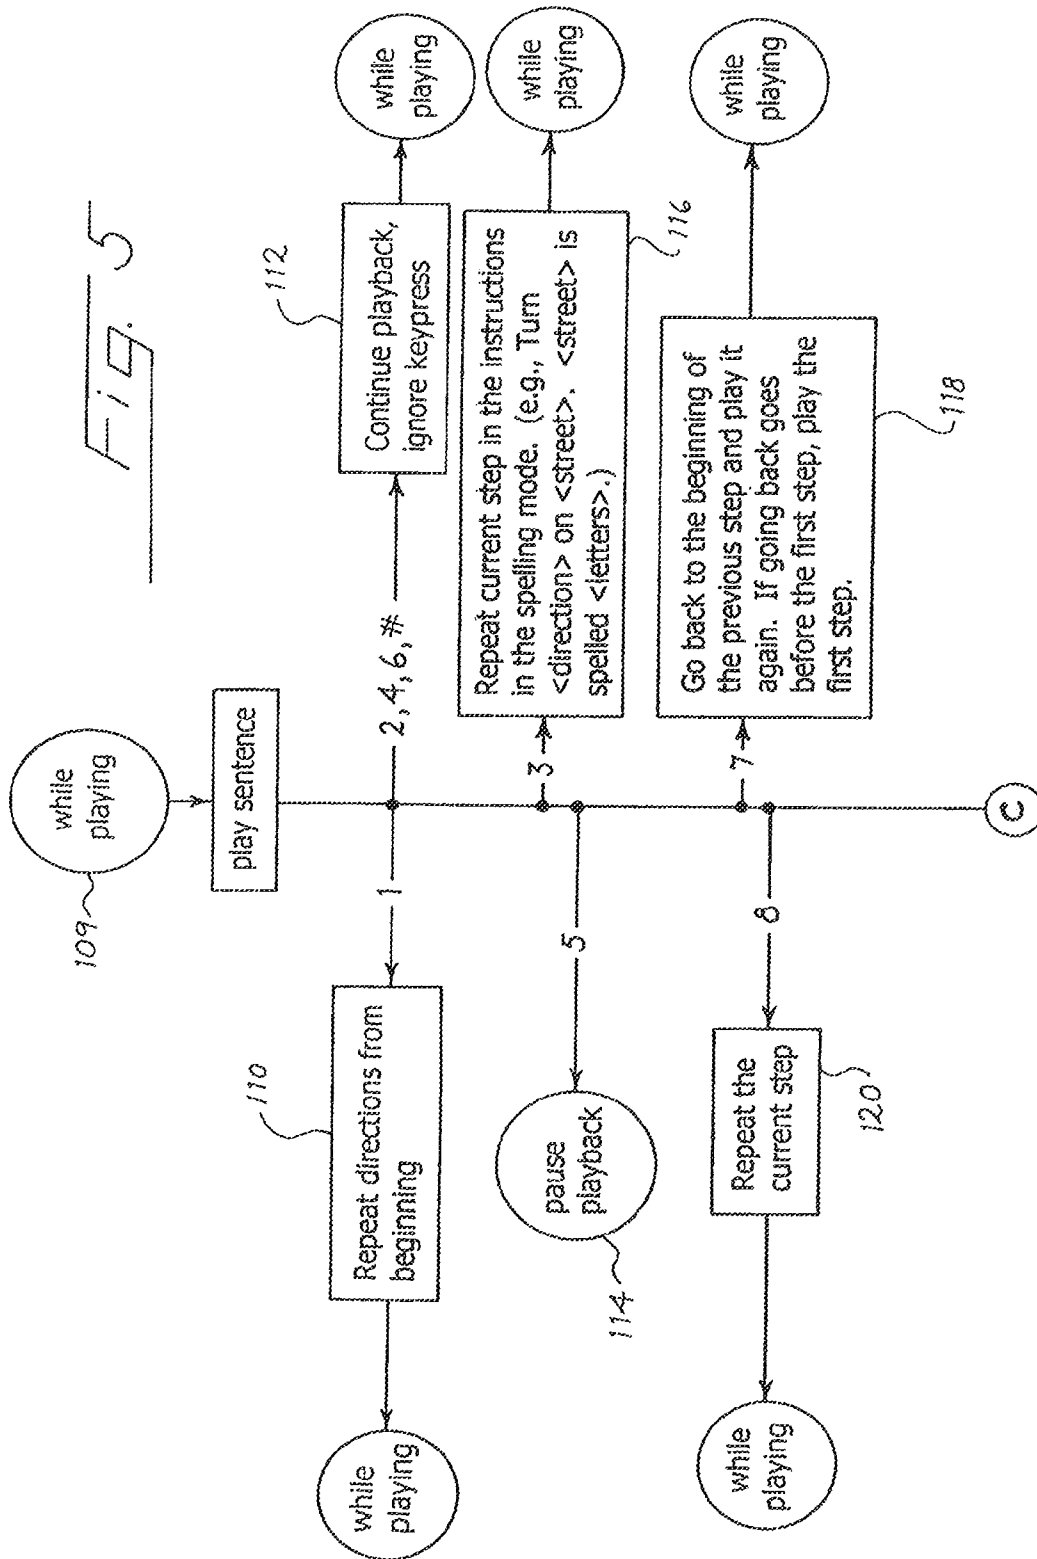 Fig. 5
while
playing
109
play sentence
1
2, 4, 6, #
110
Repeat directions from
beginning
while
playing
112
Continue playback,
ignore keypress
while
playing
3
Repeat current step in the instructions
in the spelling mode. (e.g., Turn
<direction> on <street>. <street> is
spelled <letters>.)
116
while
playing
5
pause
playback
114
7
Go back to the beginning of
the previous step and play it
again. If going back goes
before the first step, play the
first step.
118
while
playing
8
Repeat the
current step
120
while
playing
C